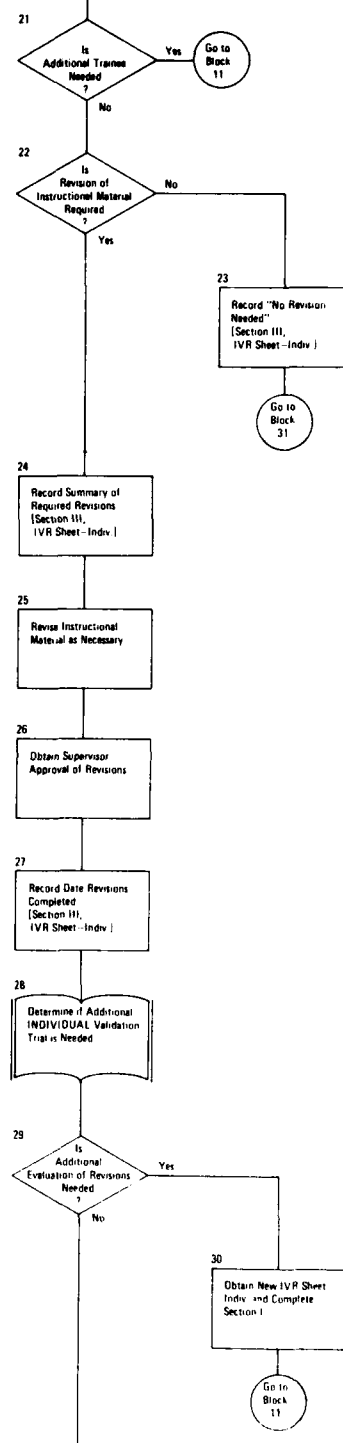 21
Is
Additional Trainee
Needed
?
Yes
Go to
Block
11
No
22
Is
Revision of
Instructional Material
Required
?
No
Yes
23
Record "No Revision
Needed"
[Section III,
IVR Sheet–Indiv.]
Go to
Block
31
24
Record Summary of
Required Revisions
[Section III,
IVR Sheet–Indiv.]
25
Revise Instructional
Material as Necessary
26
Obtain Supervisor
Approval of Revisions
27
Record Date Revisions
Completed
[Section III,
IVR Sheet–Indiv.]
28
Determine if Additional
INDIVIDUAL Validation
Trial is Needed
29
Is
Additional
Evaluation of Revisions
Needed
?
Yes
No
30
Obtain New IVR Sheet
Indiv. and Complete
Section I
Go to
Block
11